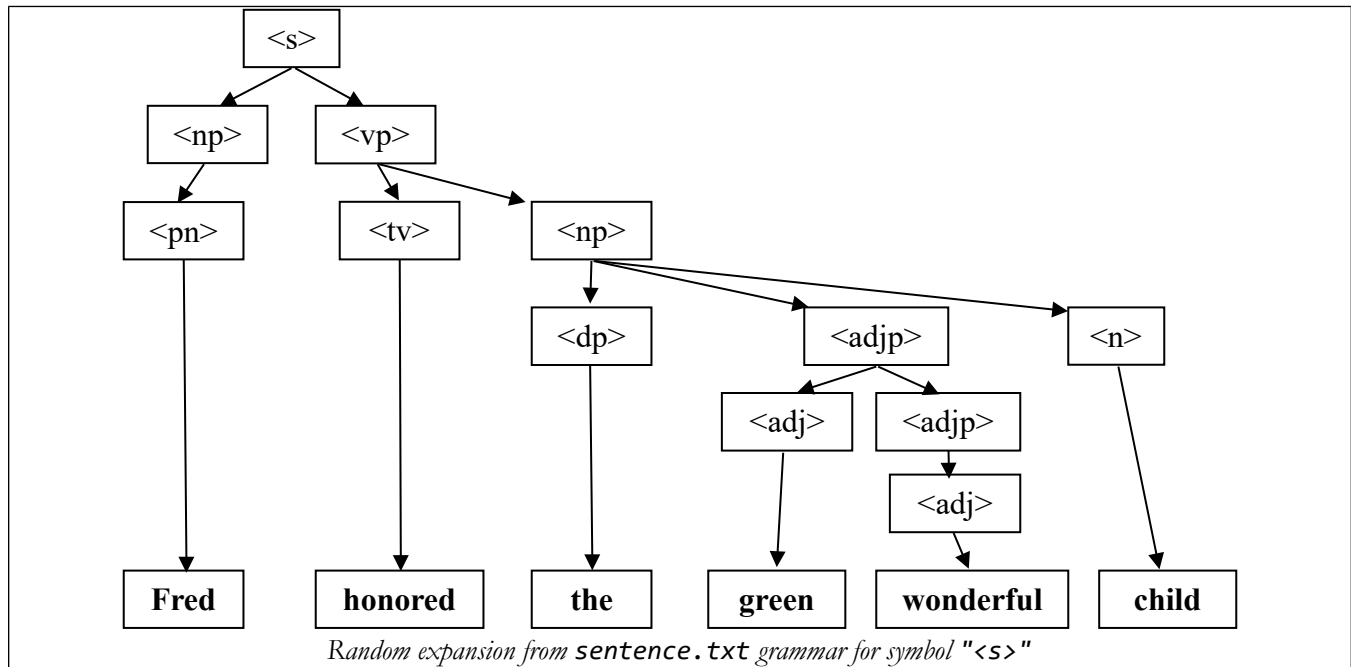 <s>
<np> <vp>
<pn> <tv> <np>
<dp> <adjp> <n>
<adj> <adjp>
<adj>
Fred honored the green wonderful child
Random expansion from sentence.txt grammar for symbol "<s>"